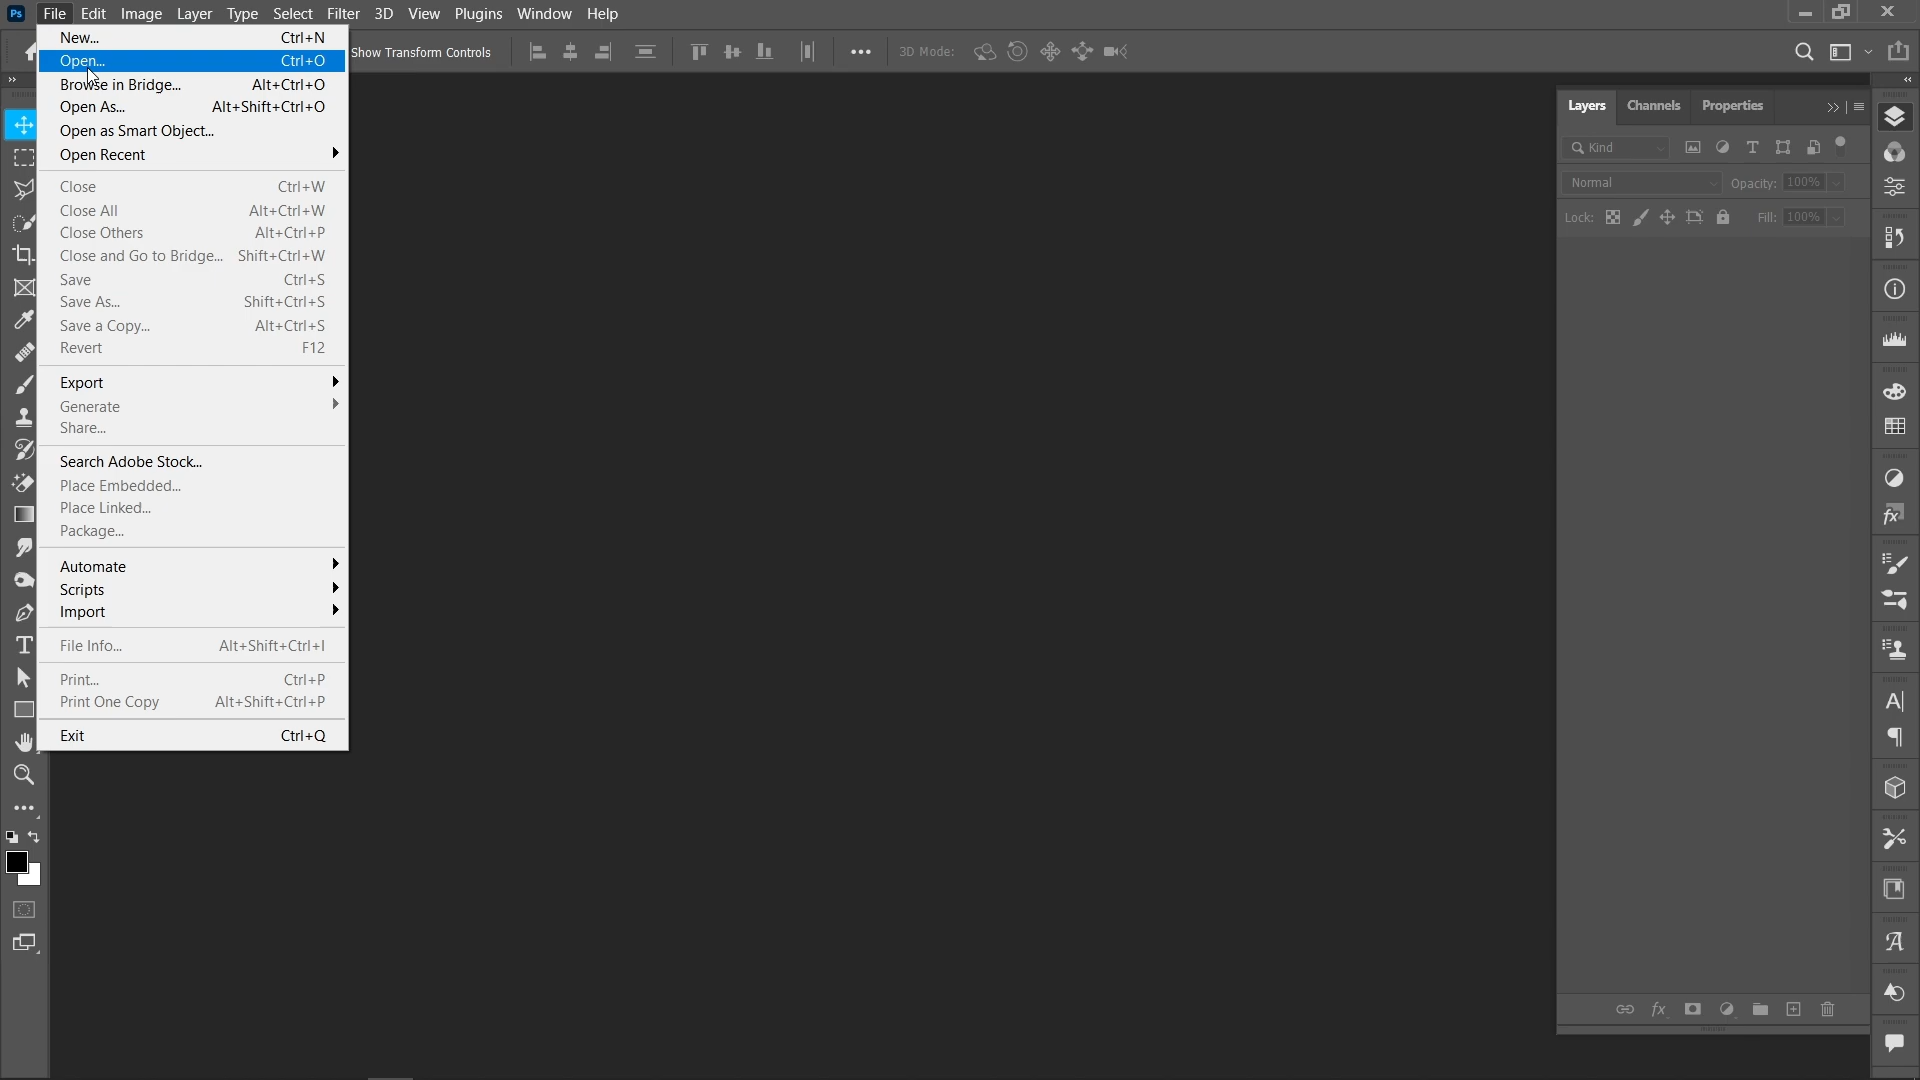 Ps File Edit Image Layer Type Select Filter 3D View Plugins Window Help
New... Ctrl+N
Open... Ctrl+O
Browse in Bridge... Alt+Ctrl+O
Open As... Alt+Shift+Ctrl+O
Open as Smart Object...
Open Recent
Close Ctrl+W
Close All Alt+Ctrl+W
Close Others Alt+Ctrl+P
Close and Go to Bridge... Shift+Ctrl+W
Save Ctrl+S
Save As... Shift+Ctrl+S
Save a Copy... Alt+Ctrl+S
Revert F12
Export
Generate
Share...
Search Adobe Stock...
Place Embedded...
Place Linked...
Package...
Automate
Scripts
Import
File Info... Alt+Shift+Ctrl+I
Print... Ctrl+P
Print One Copy Alt+Shift+Ctrl+P
Exit Ctrl+Q
Show Transform Controls
3D Mode:
Layers Channels Properties
Kind
Normal Opacity: 100%
Lock: Fill: 100%